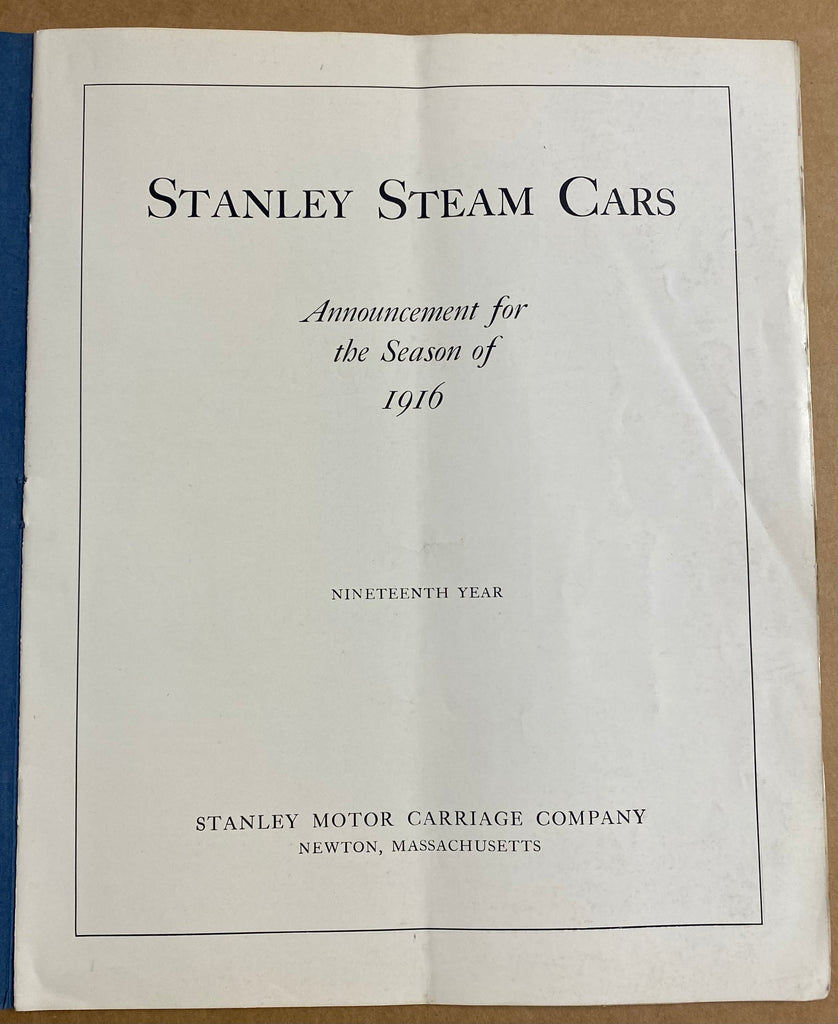 STANLEY STEAM CARS
Announcement for
the Season of
1916
NINETEENTH YEAR
STANLEY MOTOR CARRIAGE COMPANY
NEWTON, MASSACHUSETTS